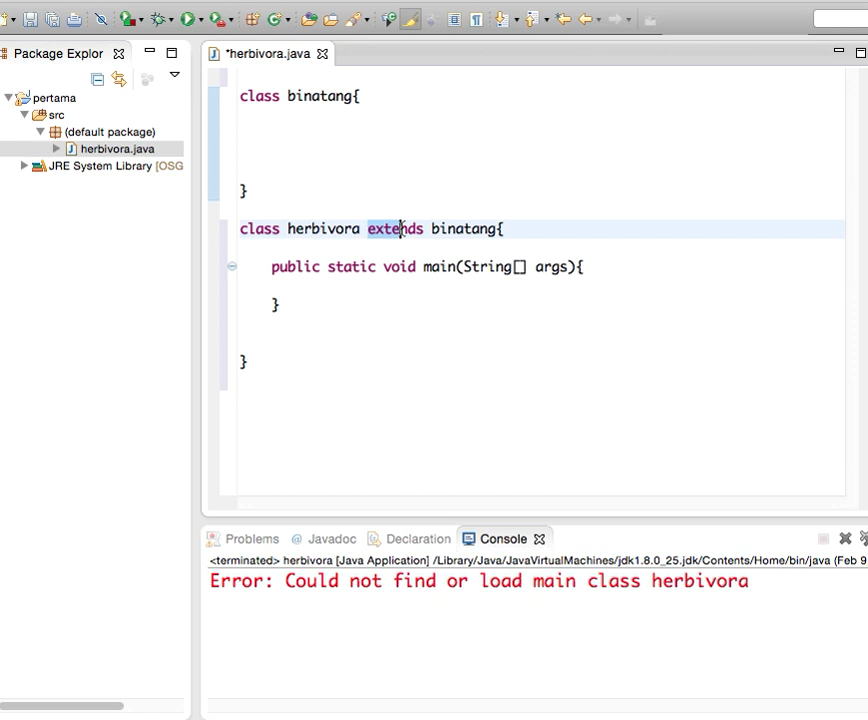 Package Explor
*herbivora.java
pertama
src
(default package)
herbivora.java
JRE System Library [OSG
class binatang{
}
class herbivora extends binatang{
public static void main(String[] args){
}
}
Problems
@ Javadoc
Declaration
Console
<terminated> herbivora [Java Application] /Library/Java/JavaVirtualMachines/jdk1.8.0_25.jdk/Contents/Home/bin/java (Feb 9
Error: Could not find or load main class herbivora